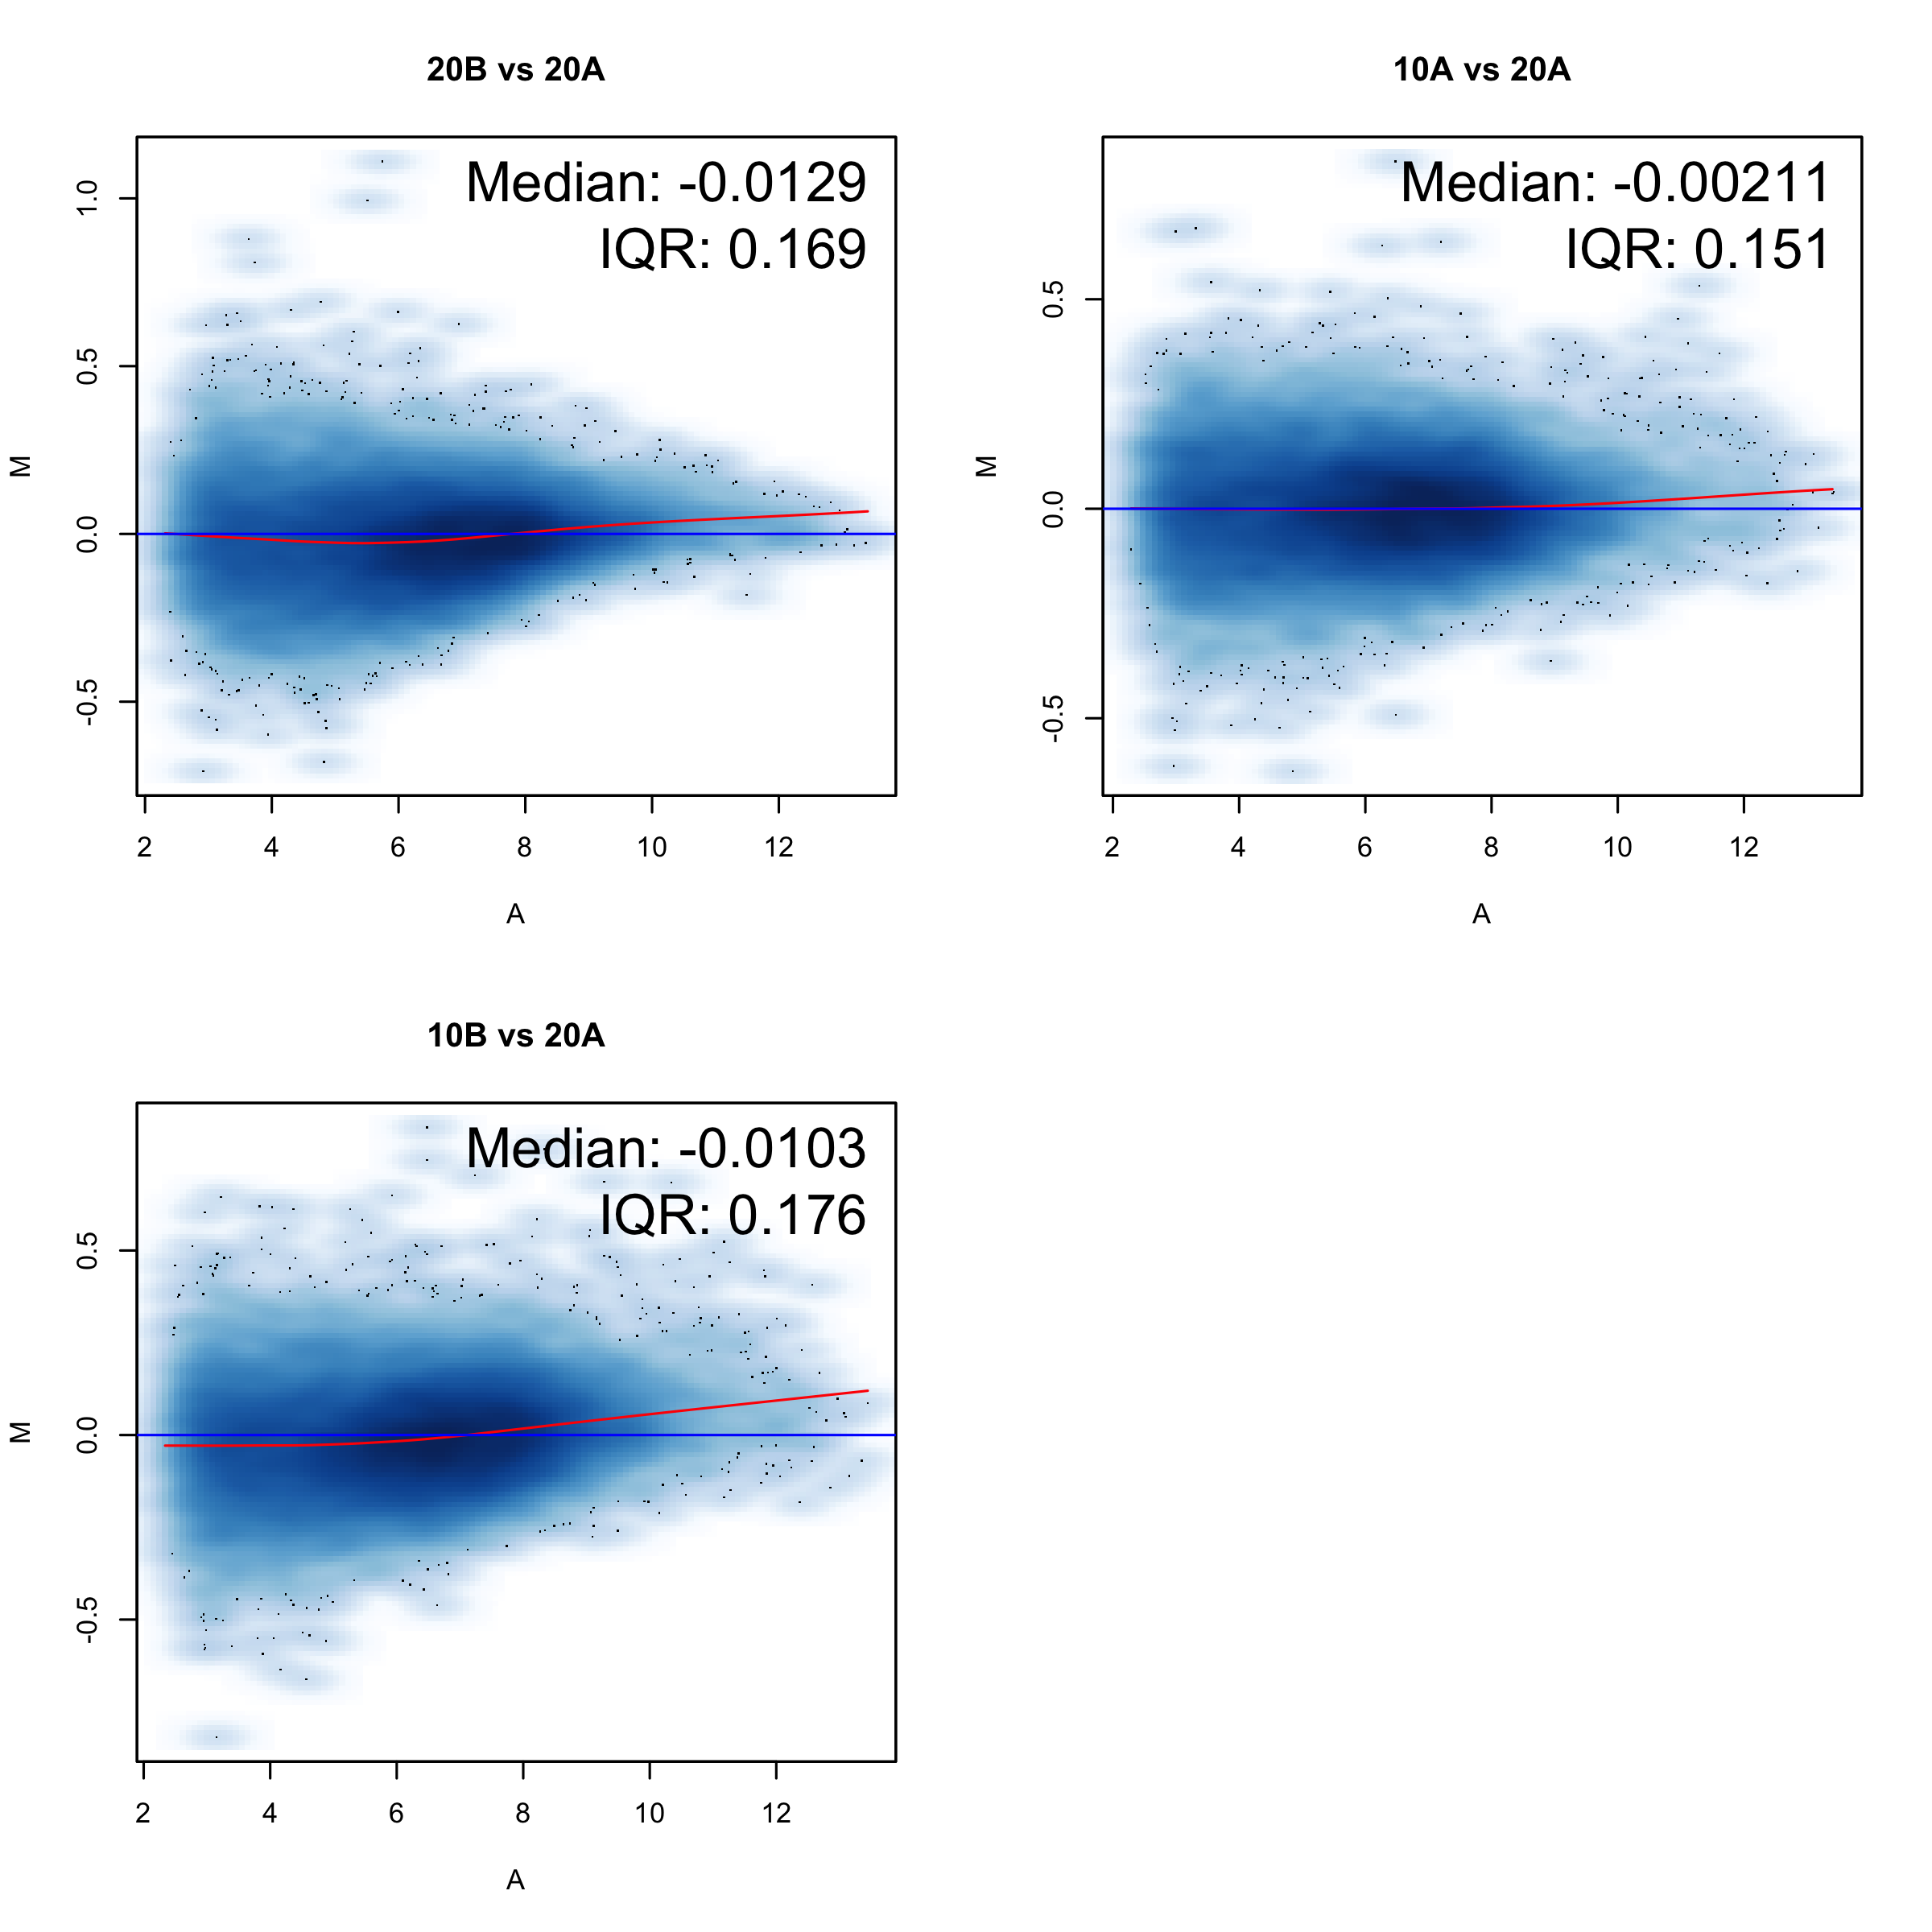 20B vs 20A
Median: -0.0129
IQR: 0.169
M
1.0
0.5
0.0
-0.5
2 4 6 8 10 12
A
10A vs 20A
Median: -0.00211
IQR: 0.151
M
0.5
0.0
-0.5
2 4 6 8 10 12
A
10B vs 20A
Median: -0.0103
IQR: 0.176
M
0.5
0.0
-0.5
2 4 6 8 10 12
A